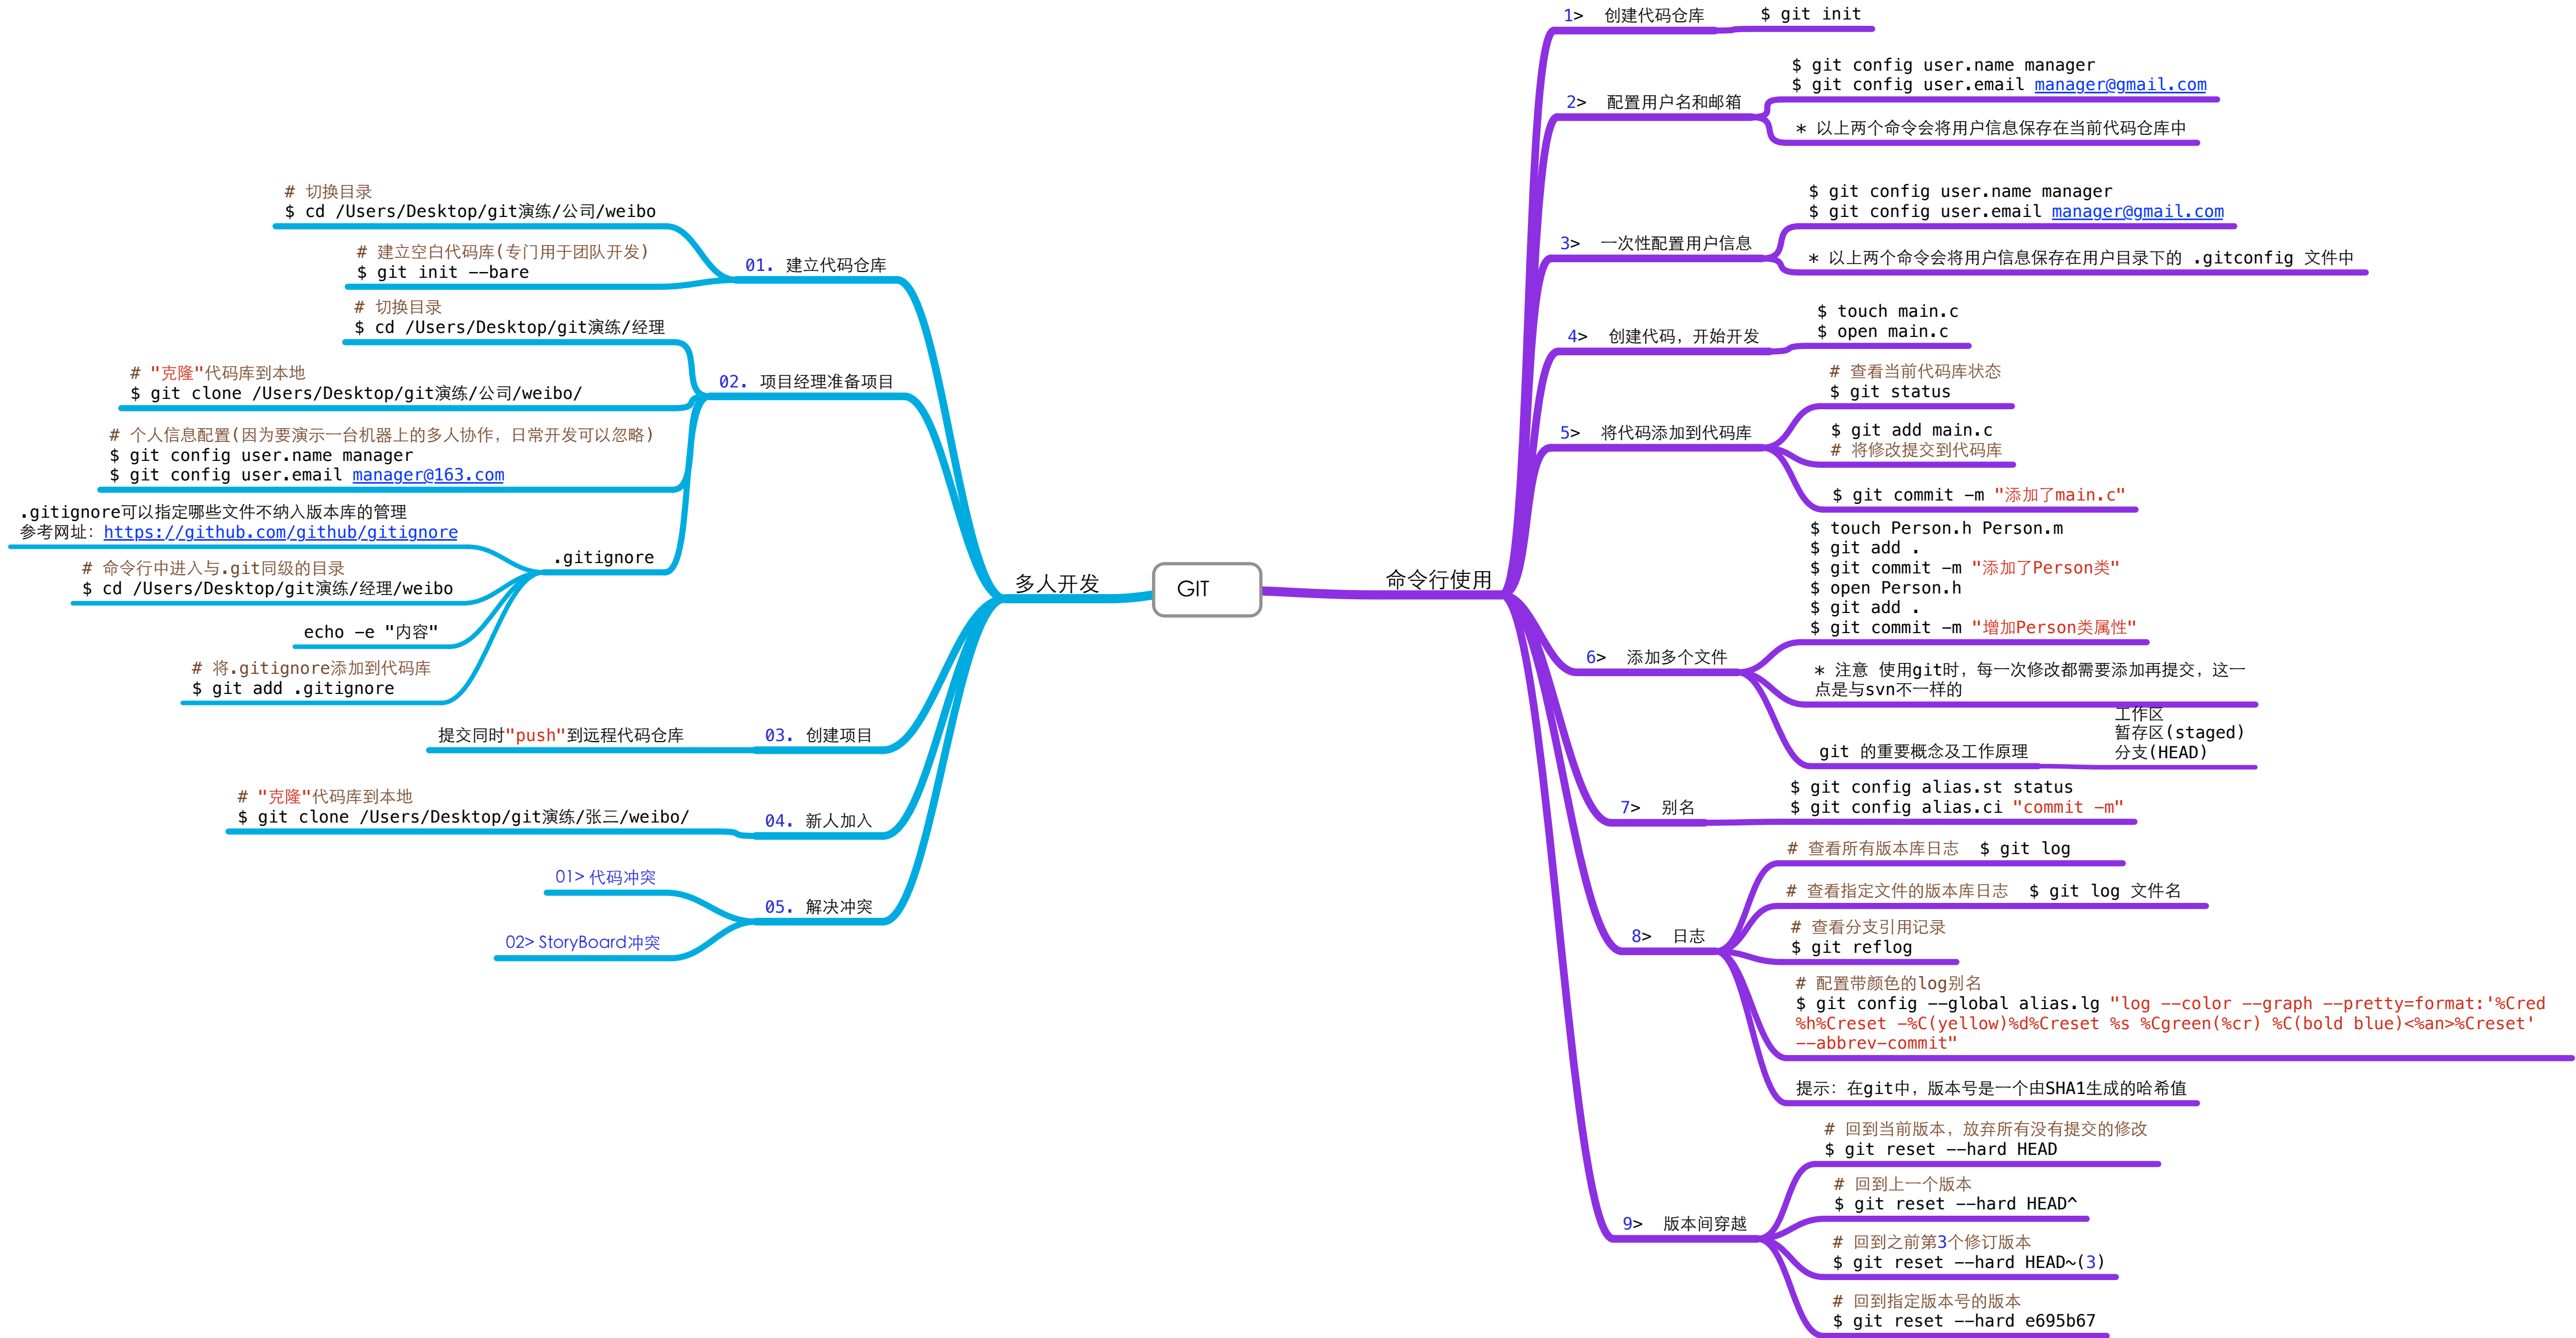 GIT
多人开发
01. 建立代码仓库
# 切换目录
$ cd /Users/Desktop/git演练/公司/weibo
# 建立空白代码库(专门用于团队开发)
$ git init --bare
02. 项目经理准备项目
# 切换目录
$ cd /Users/Desktop/git演练/经理
# "克隆"代码库到本地
$ git clone /Users/Desktop/git演练/公司/weibo/
# 个人信息配置(因为要演示一台机器上的多人协作，日常开发可以忽略)
$ git config user.name manager
$ git config user.email manager@163.com
.gitignore
.gitignore可以指定哪些文件不纳入版本库的管理
参考网址：https://github.com/github/gitignore
# 命令行中进入与.git同级的目录
$ cd /Users/Desktop/git演练/经理/weibo
echo -e "内容"
# 将.gitignore添加到代码库
$ git add .gitignore
03. 创建项目
提交同时"push"到远程代码仓库
04. 新人加入
# "克隆"代码库到本地
$ git clone /Users/Desktop/git演练/张三/weibo/
05. 解决冲突
01> 代码冲突
02> StoryBoard冲突
命令行使用
1> 创建代码仓库
$ git init
2> 配置用户名和邮箱
$ git config user.name manager
$ git config user.email manager@gmail.com
* 以上两个命令会将用户信息保存在当前代码仓库中
3> 一次性配置用户信息
$ git config user.name manager
$ git config user.email manager@gmail.com
* 以上两个命令会将用户信息保存在用户目录下的 .gitconfig 文件中
4> 创建代码，开始开发
$ touch main.c
$ open main.c
5> 将代码添加到代码库
# 查看当前代码库状态
$ git status
$ git add main.c
# 将修改提交到代码库
$ git commit -m "添加了main.c"
6> 添加多个文件
$ touch Person.h Person.m
$ git add .
$ git commit -m "添加了Person类"
$ open Person.h
$ git add .
$ git commit -m "增加Person类属性"
* 注意 使用git时，每一次修改都需要添加再提交，这一
点是与svn不一样的
git 的重要概念及工作原理
工作区
暂存区(staged)
分支(HEAD)
7> 别名
$ git config alias.st status
$ git config alias.ci "commit -m"
8> 日志
# 查看所有版本库日志 $ git log
# 查看指定文件的版本库日志 $ git log 文件名
# 查看分支引用记录
$ git reflog
# 配置带颜色的log别名
$ git config --global alias.lg "log --color --graph --pretty=format:'%Cred
%h%Creset -%C(yellow)%d%Creset %s %Cgreen(%cr) %C(bold blue)<%an>%Creset'
--abbrev-commit"
提示：在git中，版本号是一个由SHA1生成的哈希值
9> 版本间穿越
# 回到当前版本，放弃所有没有提交的修改
$ git reset --hard HEAD
# 回到上一个版本
$ git reset --hard HEAD^
# 回到之前第3个修订版本
$ git reset --hard HEAD~(3)
# 回到指定版本号的版本
$ git reset --hard e695b67